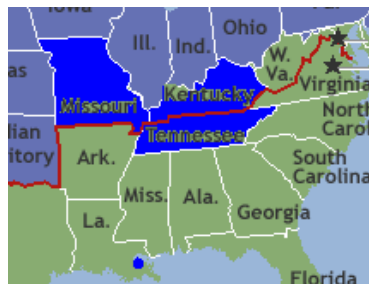 Iowa
Ohio
Ill.
Ind.
as
W.
Va.
Virginia
Missouri
Kentucky
North
Carol
Tennessee
lian
ritory
Ark.
South
Carolina
Miss.
Ala.
Georgia
La.
Florida